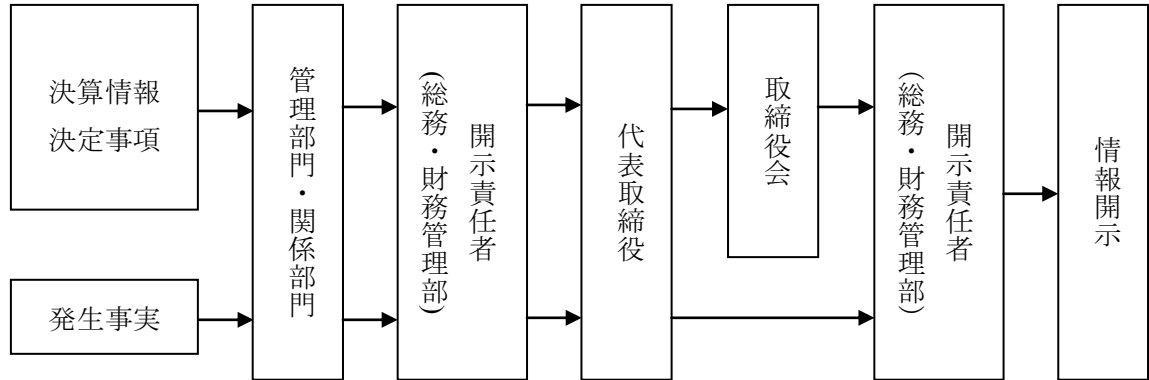 決算情報
決定事項
発生事実
管理部門・関係部門
開示責任者
（総務・財務管理部）
代表取締役
取締役会
開示責任者
（総務・財務管理部）
情報開示